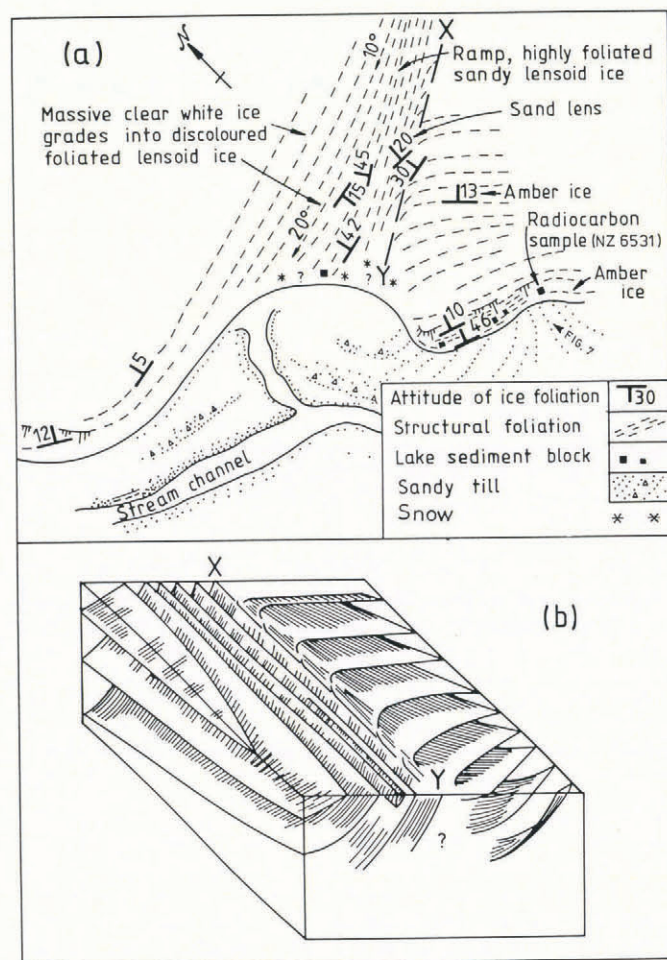 (a)
N
X
10°
Ramp, highly foliated
sandy lensoid ice
Massive clear white ice
grades into discoloured
foliated lensoid ice
Sand lens
20
45
30
15
13
Amber ice
20°
42
Radiocarbon
sample (NZ 6531)
* ? * ? Y *
Amber
ice
10
46
FIG. 7
5
12
Stream channel
Attitude of ice foliation
30
Structural foliation
Lake sediment block
Sandy till
Snow
* *
X
(b)
Y
?